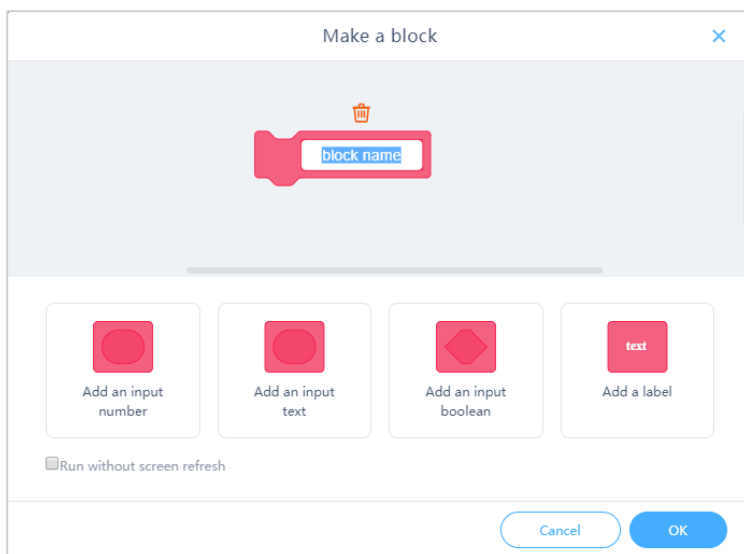 Make a block
block name
Add an input
number
Add an input
text
Add an input
boolean
text
Add a label
Run without screen refresh
Cancel
OK